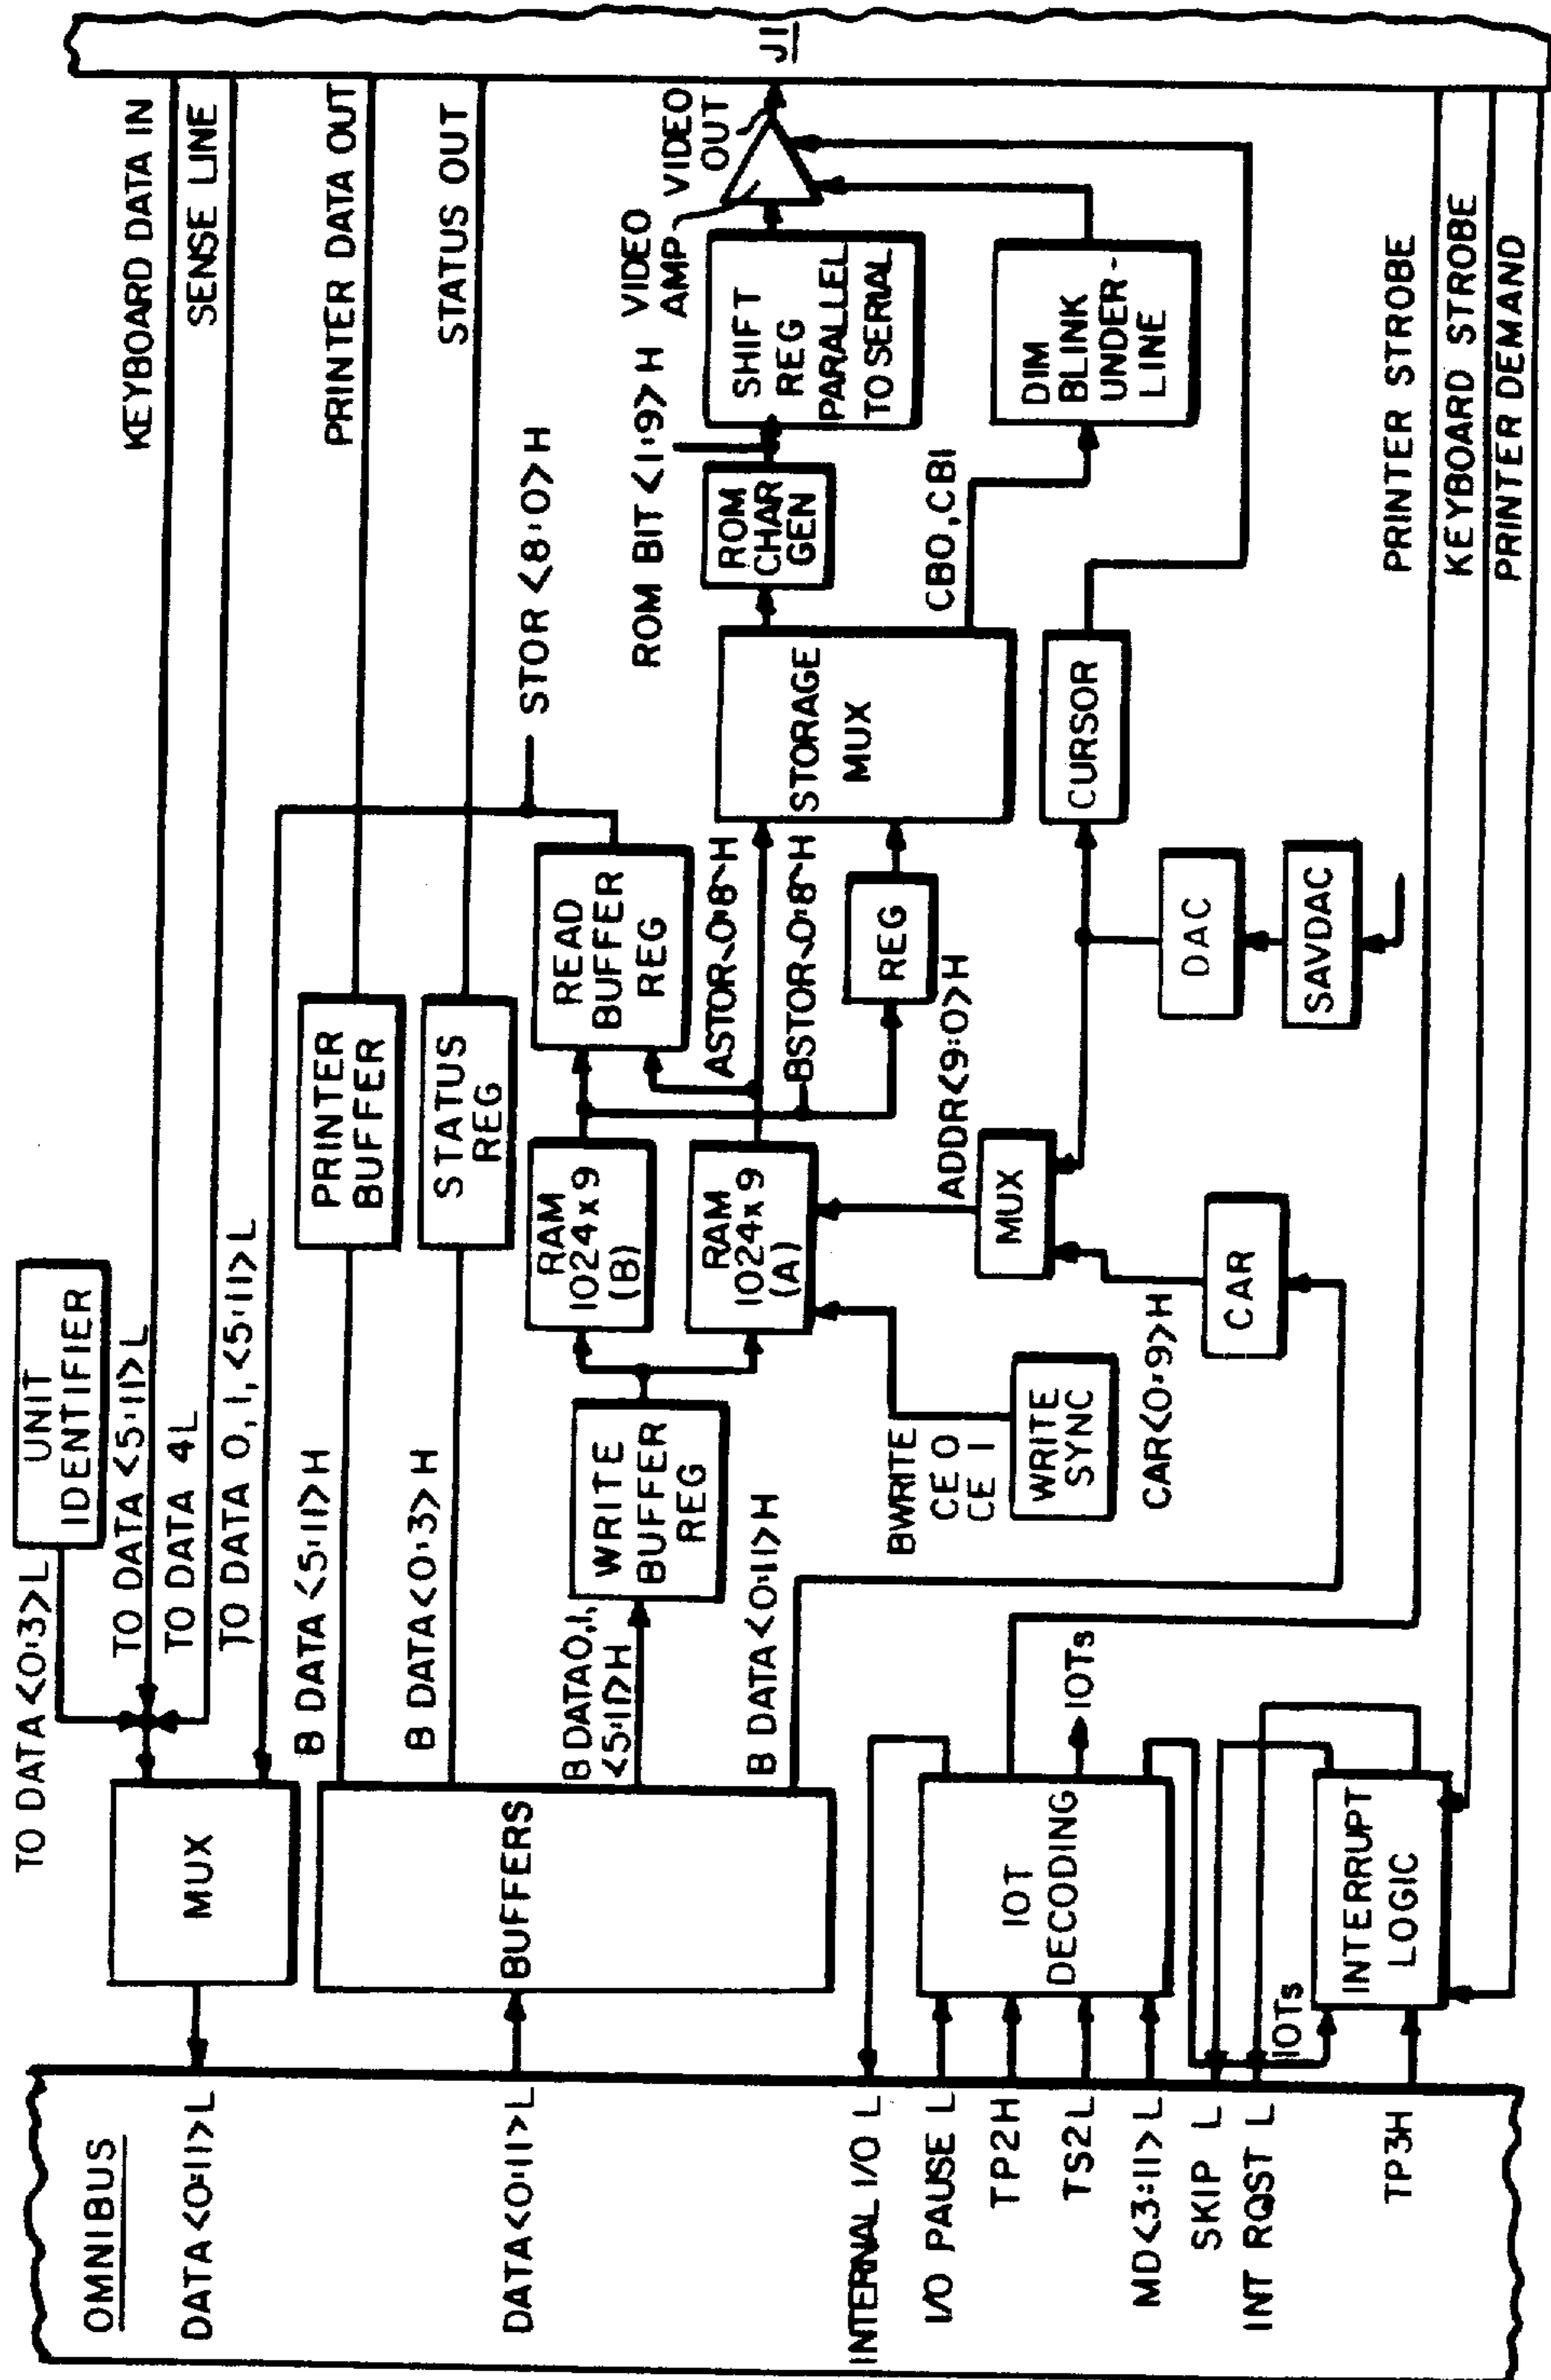 OMNIBUS
DATA <0:11> L
DATA <0:11> L
INTERNAL I/O L
I/O PAUSE L
TP2H
TS2L
MD<3:11> L
SKIP L
INT RQST L
TP3H
IOTs
MUX
BUFFERS
IOT
DECODING
IOTs
INTERRUPT
LOGIC
TO DATA <0:3> L
UNIT
IDENTIFIER
TO DATA <5:11> L
TO DATA 4L
TO DATA 0, 1, <5:11> L
B DATA <5:11> H
B DATA <0:3> H
B DATA 0,1,
<5:11> H
B DATA <0:11> H
WRITE
BUFFER
REG
PRINTER
BUFFER
STATUS
REG
RAM
1024 x 9
(B)
RAM
1024 x 9
(A)
BWRITE
CE 0
CE 1
WRITE
SYNC
CAR<0:9> H
CAR
MUX
ADDR<9:0> H
READ
BUFFER
REG
ASTOR<0:8> H
BSTOR<0:8> H
REG
DAC
SAVDAC
STOR <8:0> H
STORAGE
MUX
CURSOR
CB0, CB1
ROM
CHAR
GEN
ROM BIT <1:9> H
SHIFT
REG
PARALLEL
TO SERIAL
DIM
BLINK
UNDER-
LINE
VIDEO
AMP
VIDEO
OUT
KEYBOARD DATA IN
SENSE LINE
PRINTER DATA OUT
STATUS OUT
PRINTER STROBE
KEYBOARD STROBE
PRINTER DEMAND
J1